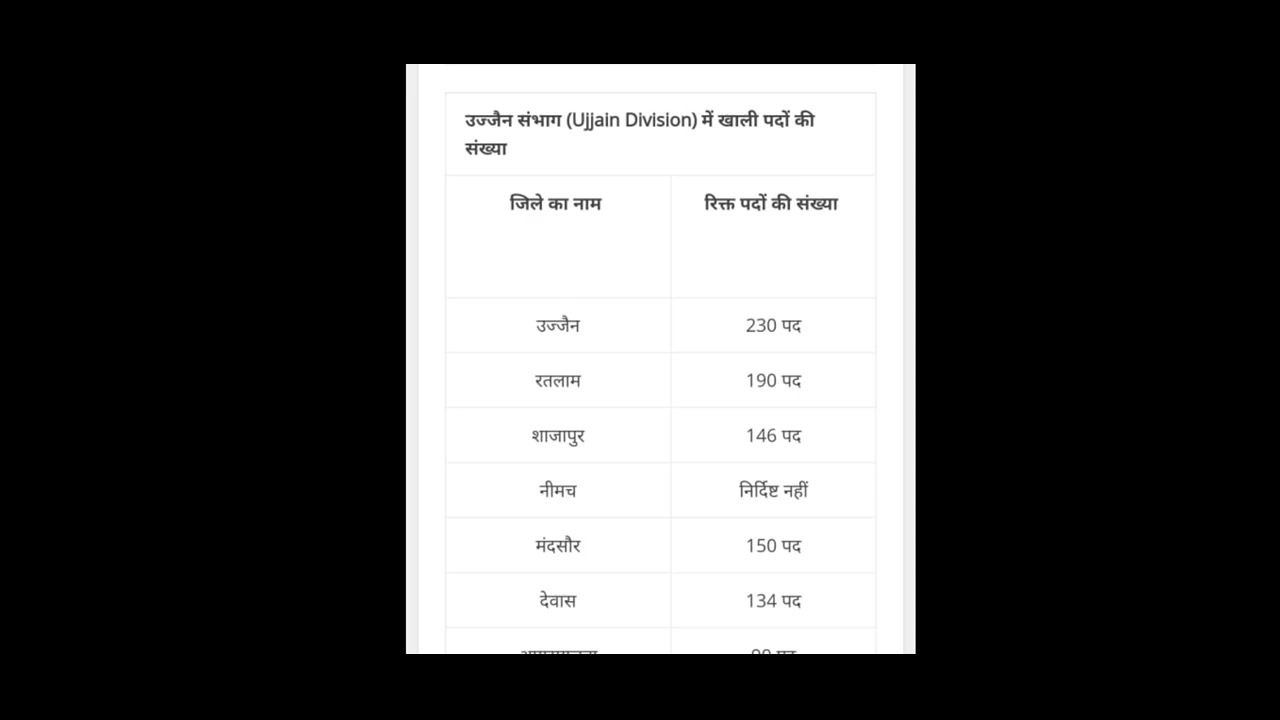 उज्जैन संभाग (Ujjain Division) में खाली पदों की
संख्या
जिले का नाम रिक्त पदों की संख्या
उज्जैन 230 पद
रतलाम 190 पद
शाजापुर 146 पद
नीमच निर्दिष्ट नहीं
मंदसौर 150 पद
देवास 134 पद